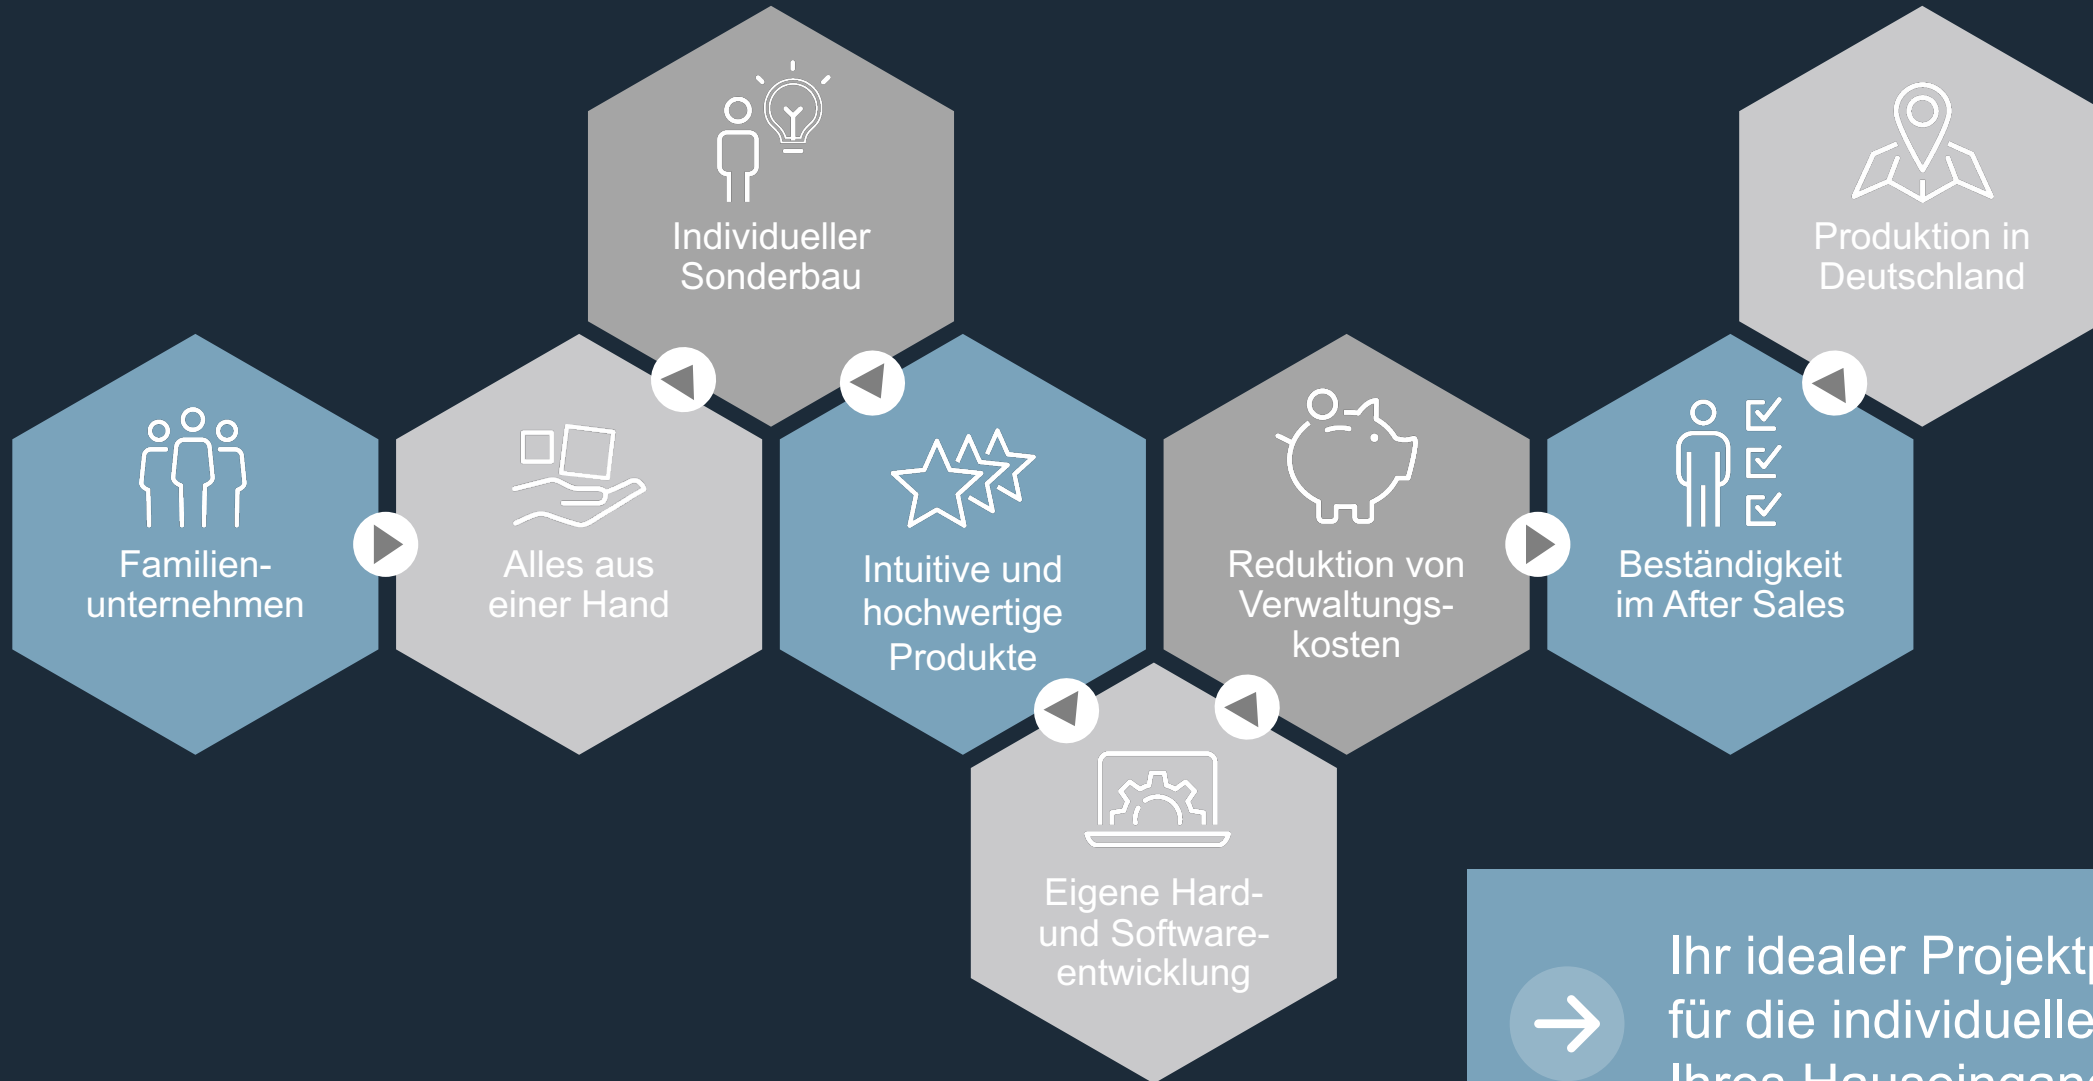 Individueller
Sonderbau
Produktion in
Deutschland
Familien-
unternehmen
Alles aus
einer Hand
Intuitive und
hochwertige
Produkte
Reduktion von
Verwaltungs-
kosten
Beständigkeit
im After Sales
Eigene Hard-
und Software-
entwicklung
Ihr idealer
für die individuelle
Ihres